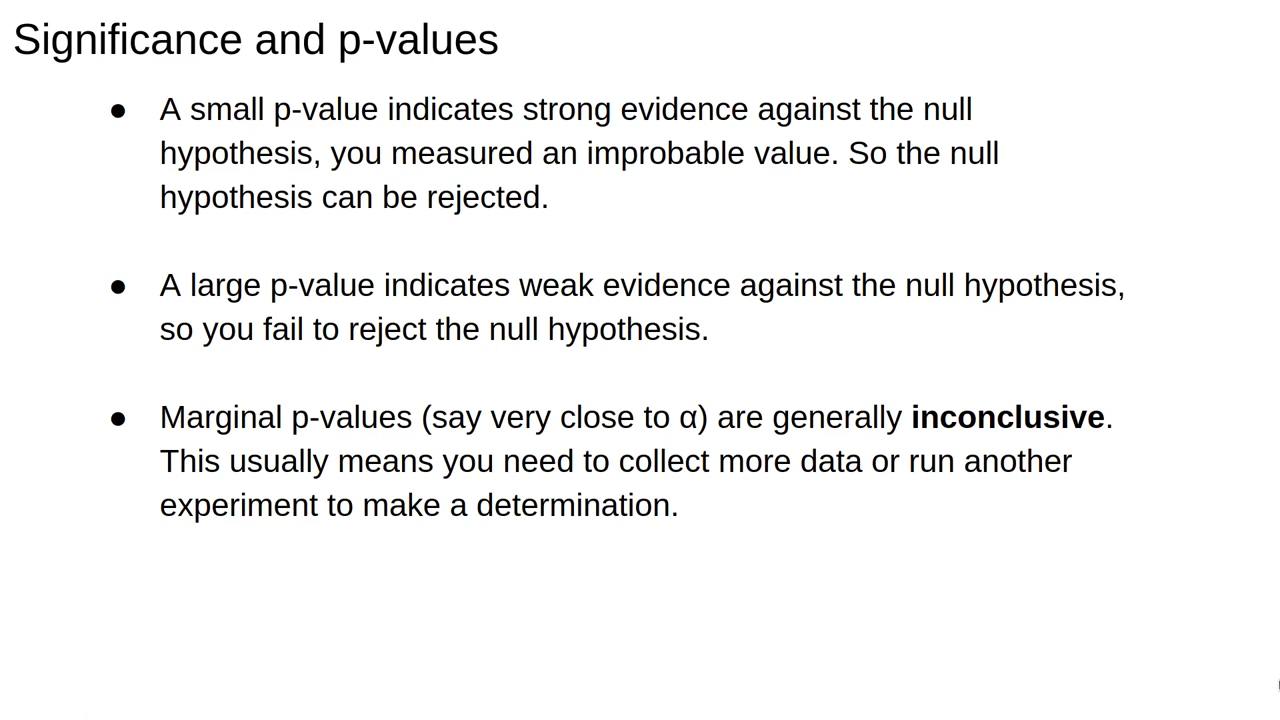 Significance and p-values
● A small p-value indicates strong evidence against the null
hypothesis, you measured an improbable value. So the null
hypothesis can be rejected.
● A large p-value indicates weak evidence against the null hypothesis,
so you fail to reject the null hypothesis.
● Marginal p-values (say very close to α) are generally inconclusive.
This usually means you need to collect more data or run another
experiment to make a determination.